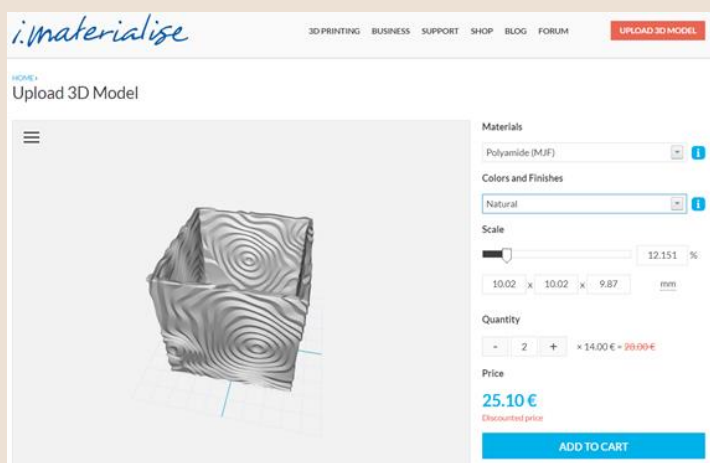 i.materialise
3D PRINTING BUSINESS SUPPORT SHOP BLOG FORUM UPLOAD 3D MODEL
HOME ›
Upload 3D Model
Materials
Polyamide (MJF)
Colors and Finishes
Natural
Scale
12.151 %
10.02 x 10.02 x 9.87 mm
Quantity
- 2 + × 14.00 € = 28.00 €
Price
25.10 €
Discounted price
ADD TO CART